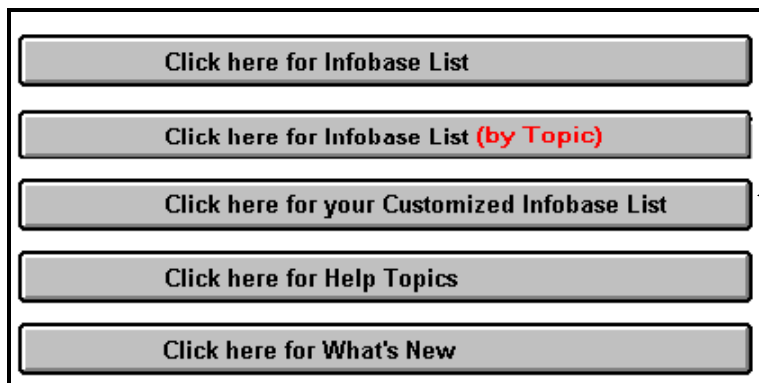 Click here for Infobase List
Click here for Infobase List (by Topic)
Click here for your Customized Infobase List
Click here for Help Topics
Click here for What's New